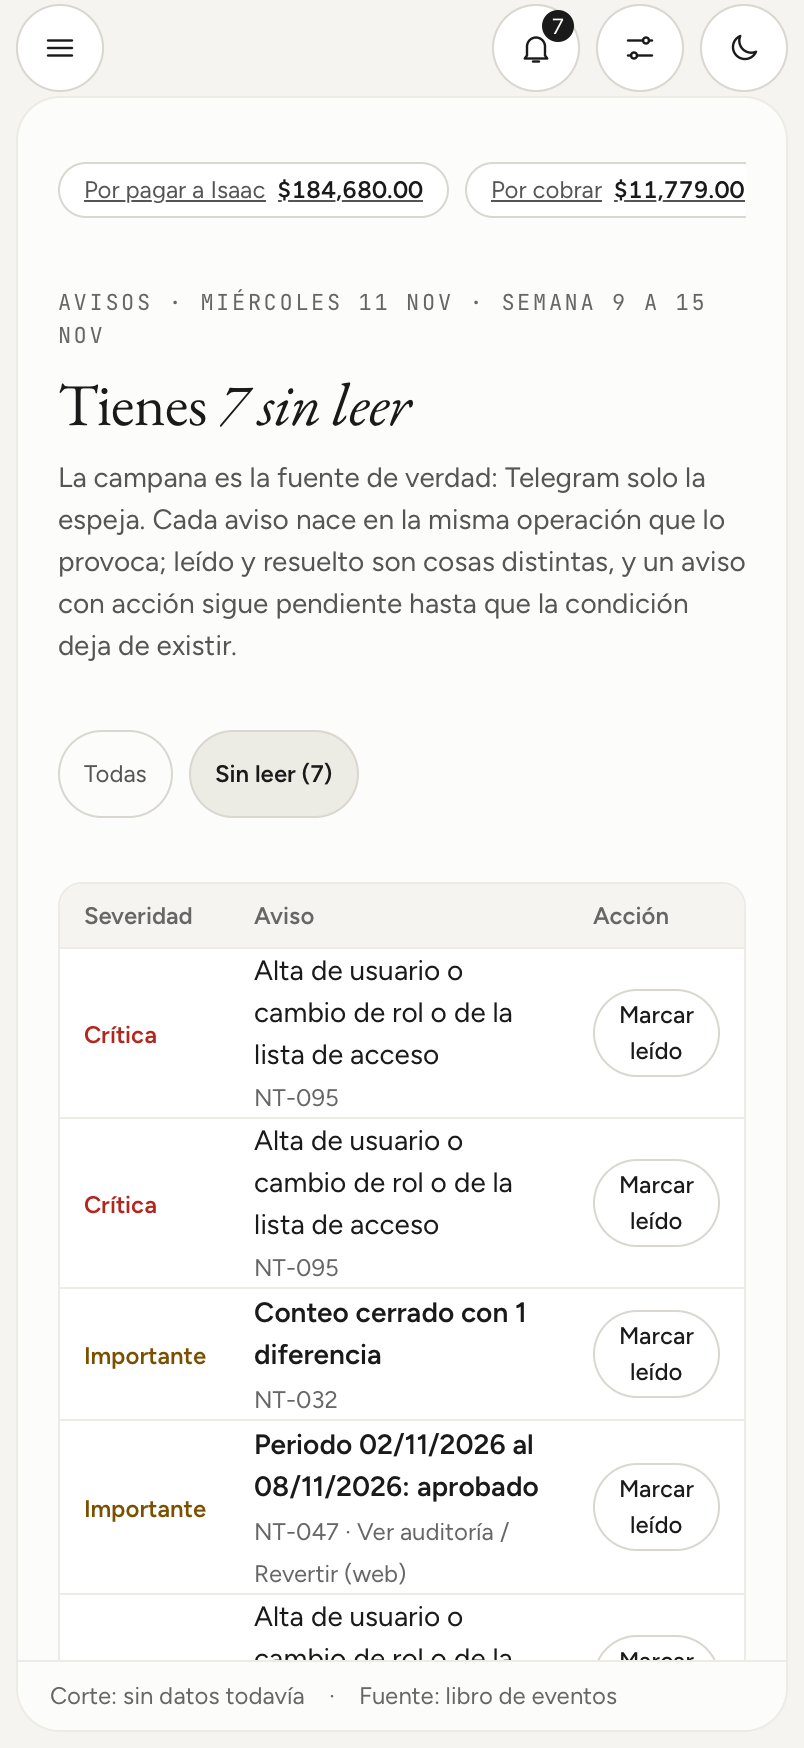 7
Por pagar a Isaac $184,680.00
Por cobrar $11,779.00
AVISOS · MIÉRCOLES 11 NOV · SEMANA 9 A 15
NOV
Tienes 7 sin leer
La campana es la fuente de verdad: Telegram solo la
espeja. Cada aviso nace en la misma operación que lo
provoca; leído y resuelto son cosas distintas, y un aviso
con acción sigue pendiente hasta que la condición
deja de existir.
Todas
Sin leer (7)
Severidad Aviso Acción
Crítica
Alta de usuario o
cambio de rol o de la
lista de acceso
NT-095
Marcar
leído
Crítica
Alta de usuario o
cambio de rol o de la
lista de acceso
NT-095
Marcar
leído
Importante
Conteo cerrado con 1
diferencia
NT-032
Marcar
leído
Importante
Periodo 02/11/2026 al
08/11/2026: aprobado
NT-047 · Ver auditoría /
Revertir (web)
Marcar
leído
Alta de usuario o
cambio de rol o de la
Marcar
Corte: sin datos todavía · Fuente: libro de eventos